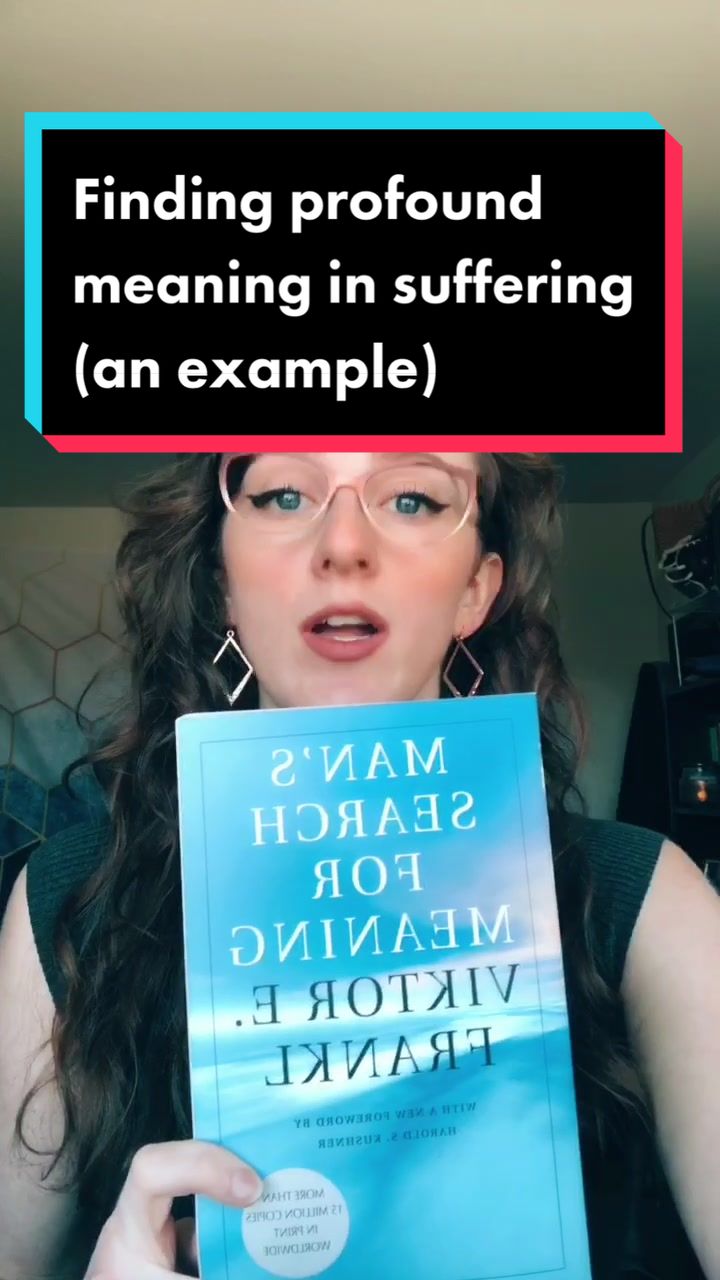 Finding profound
meaning in suffering
(an example)
MAN'S
SEARCH
FOR
MEANING
VIKTOR E.
FRANKL
WITH A NEW FOREWORD BY
HAROLD S. KUSHNER
MORE THAN
15 MILLION COPIES
IN PRINT
WORLDWIDE